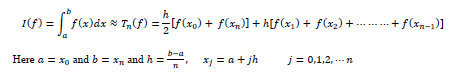 I(f) = ∫_a^b f(x)dx ≈ T_n(f) = h/2 [f(x_0) + f(x_n)] + h[f(x_1) + f(x_2) + ⋯ ⋯ ⋯ + f(x_{n−1})]
Here a = x_0 and b = x_n and h = (b−a)/n , x_j = a + jh j = 0,1,2, ⋯ n